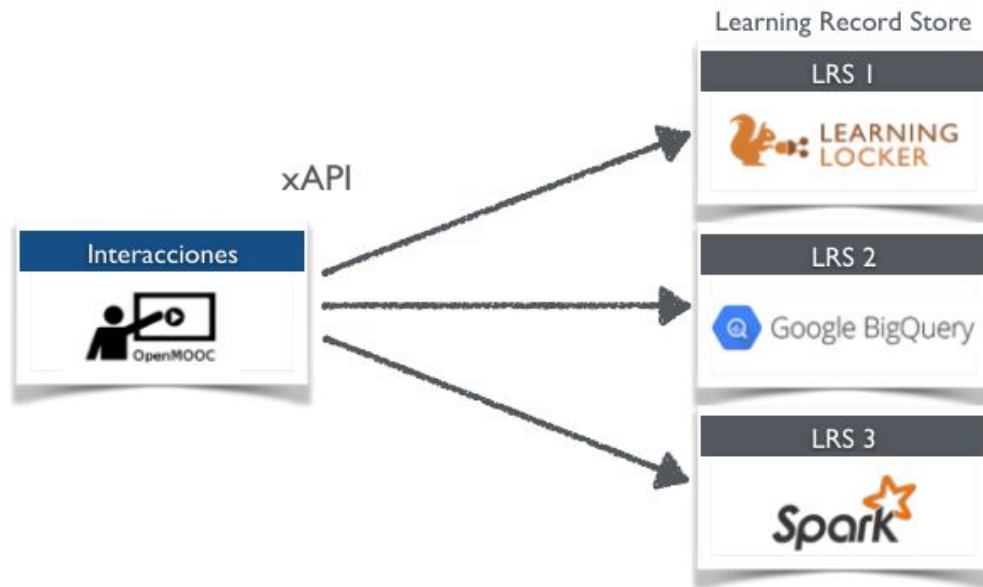 Learning Record Store
LRS 1
LEARNING
LOCKER
xAPI
Interacciones
OpenMOOC
LRS 2
Google BigQuery
LRS 3
Spark